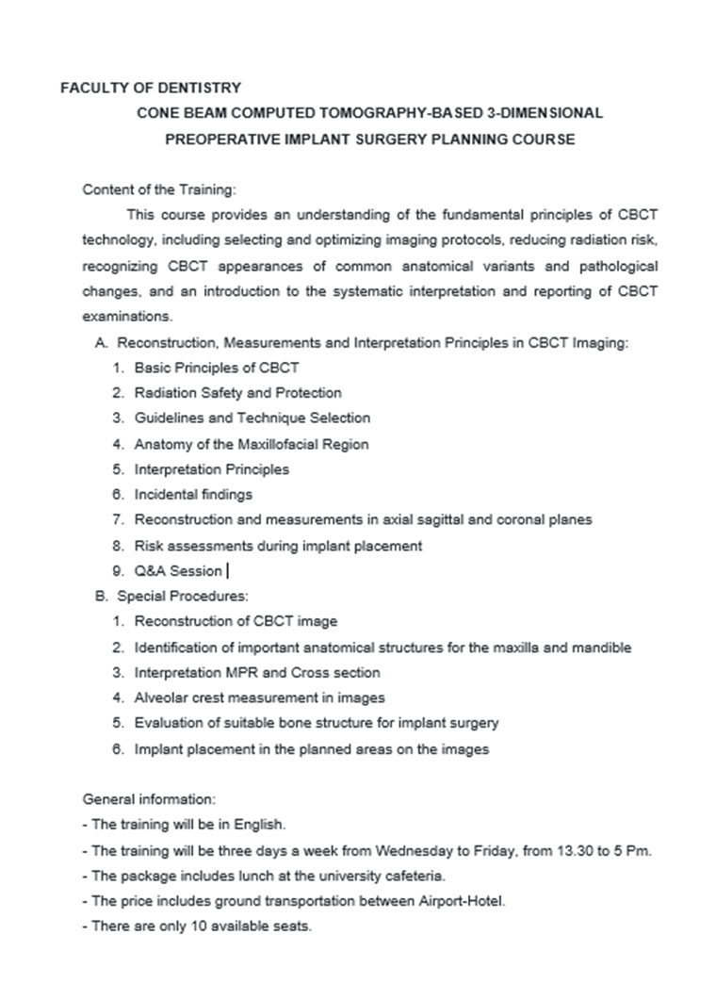 FACULTY OF DENTISTRY
CONE BEAM COMPUTED TOMOGRAPHY-BASED 3-DIMENSIONAL
PREOPERATIVE IMPLANT SURGERY PLANNING COURSE
Content of the Training:
This course provides an understanding of the fundamental principles of CBCT
technology, including selecting and optimizing imaging protocols, reducing radiation risk,
recognizing CBCT appearances of common anatomical variants and pathological
changes, and an introduction to the systematic interpretation and reporting of CBCT
examinations.
A. Reconstruction, Measurements and Interpretation Principles in CBCT Imaging:
1. Basic Principles of CBCT
2. Radiation Safety and Protection
3. Guidelines and Technique Selection
4. Anatomy of the Maxillofacial Region
5. Interpretation Principles
6. Incidental findings
7. Reconstruction and measurements in axial sagittal and coronal planes
8. Risk assessments during implant placement
9. Q&A Session
B. Special Procedures:
1. Reconstruction of CBCT image
2. Identification of important anatomical structures for the maxilla and mandible
3. Interpretation MPR and Cross section
4. Alveolar crest measurement in images
5. Evaluation of suitable bone structure for implant surgery
6. Implant placement in the planned areas on the images
General information:
- The training will be in English.
- The training will be three days a week from Wednesday to Friday, from 13.30 to 5 Pm.
- The package includes lunch at the university cafeteria.
- The price includes ground transportation between Airport-Hotel.
- There are only 10 available seats.